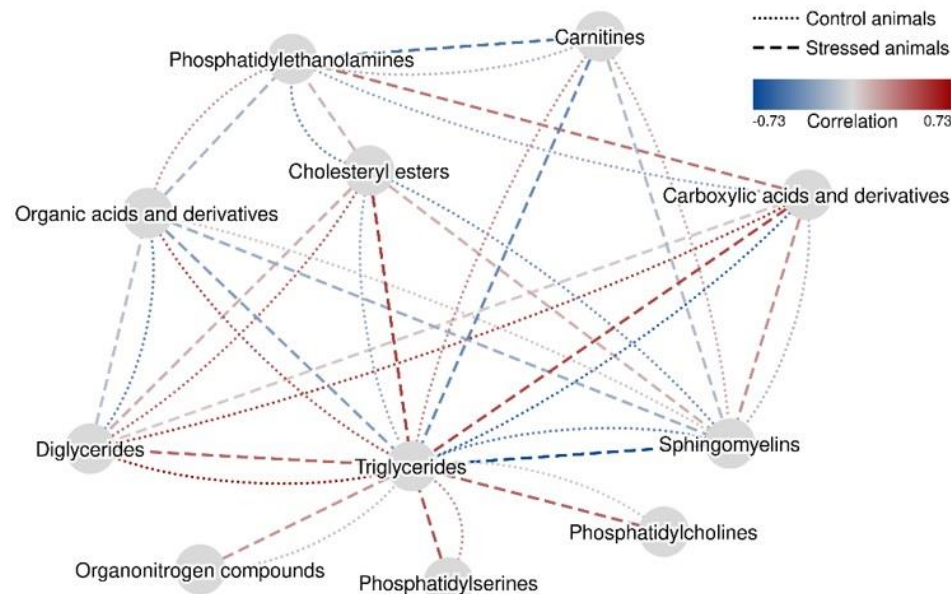 Control animals
Carnitines
Stressed animals
Phosphatidylethanolamines
-0.73 Correlation 0.73
Cholesteryl esters
Carboxylic acids and derivatives
Organic acids and derivatives
Diglycerides
Triglycerides
Sphingomyelins
Phosphatidylcholines
Organonitrogen compounds
Phosphatidylserines